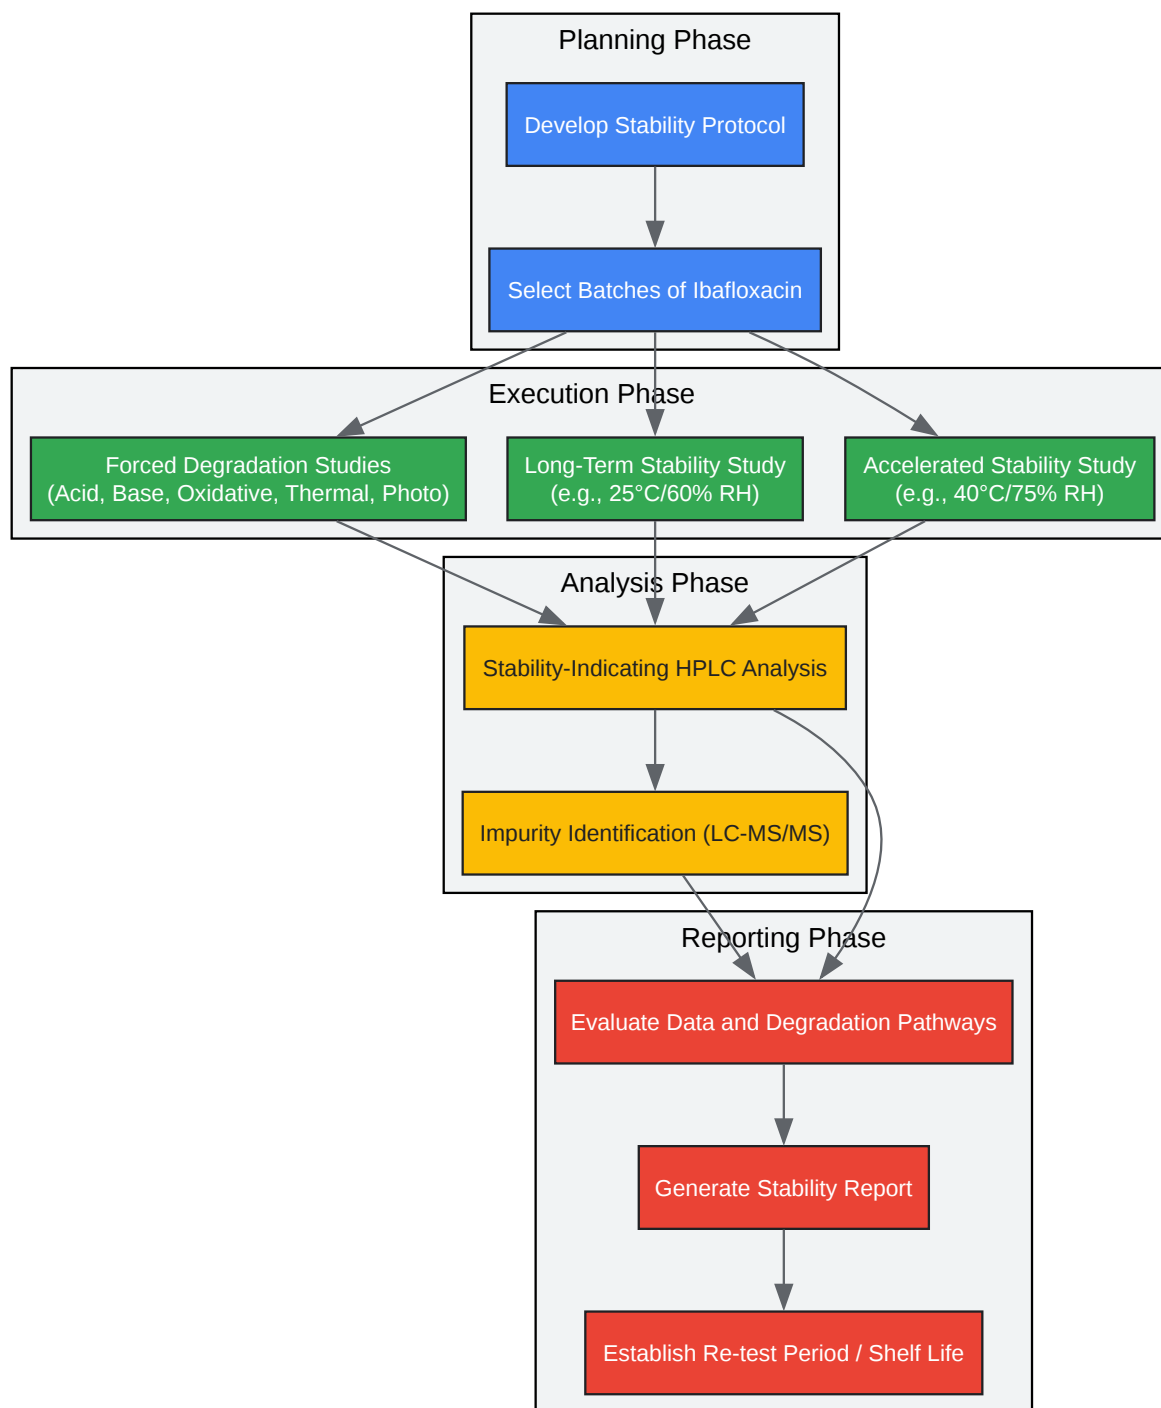 Planning Phase
Develop Stability Protocol
Select Batches of Ibafloxacin
Execution Phase
Forced Degradation Studies
(Acid, Base, Oxidative, Thermal, Photo)
Long-Term Stability Study
(e.g., 25°C/60% RH)
Accelerated Stability Study
(e.g., 40°C/75% RH)
Analysis Phase
Stability-Indicating HPLC Analysis
Impurity Identification (LC-MS/MS)
Reporting Phase
Evaluate Data and Degradation Pathways
Generate Stability Report
Establish Re-test Period / Shelf Life